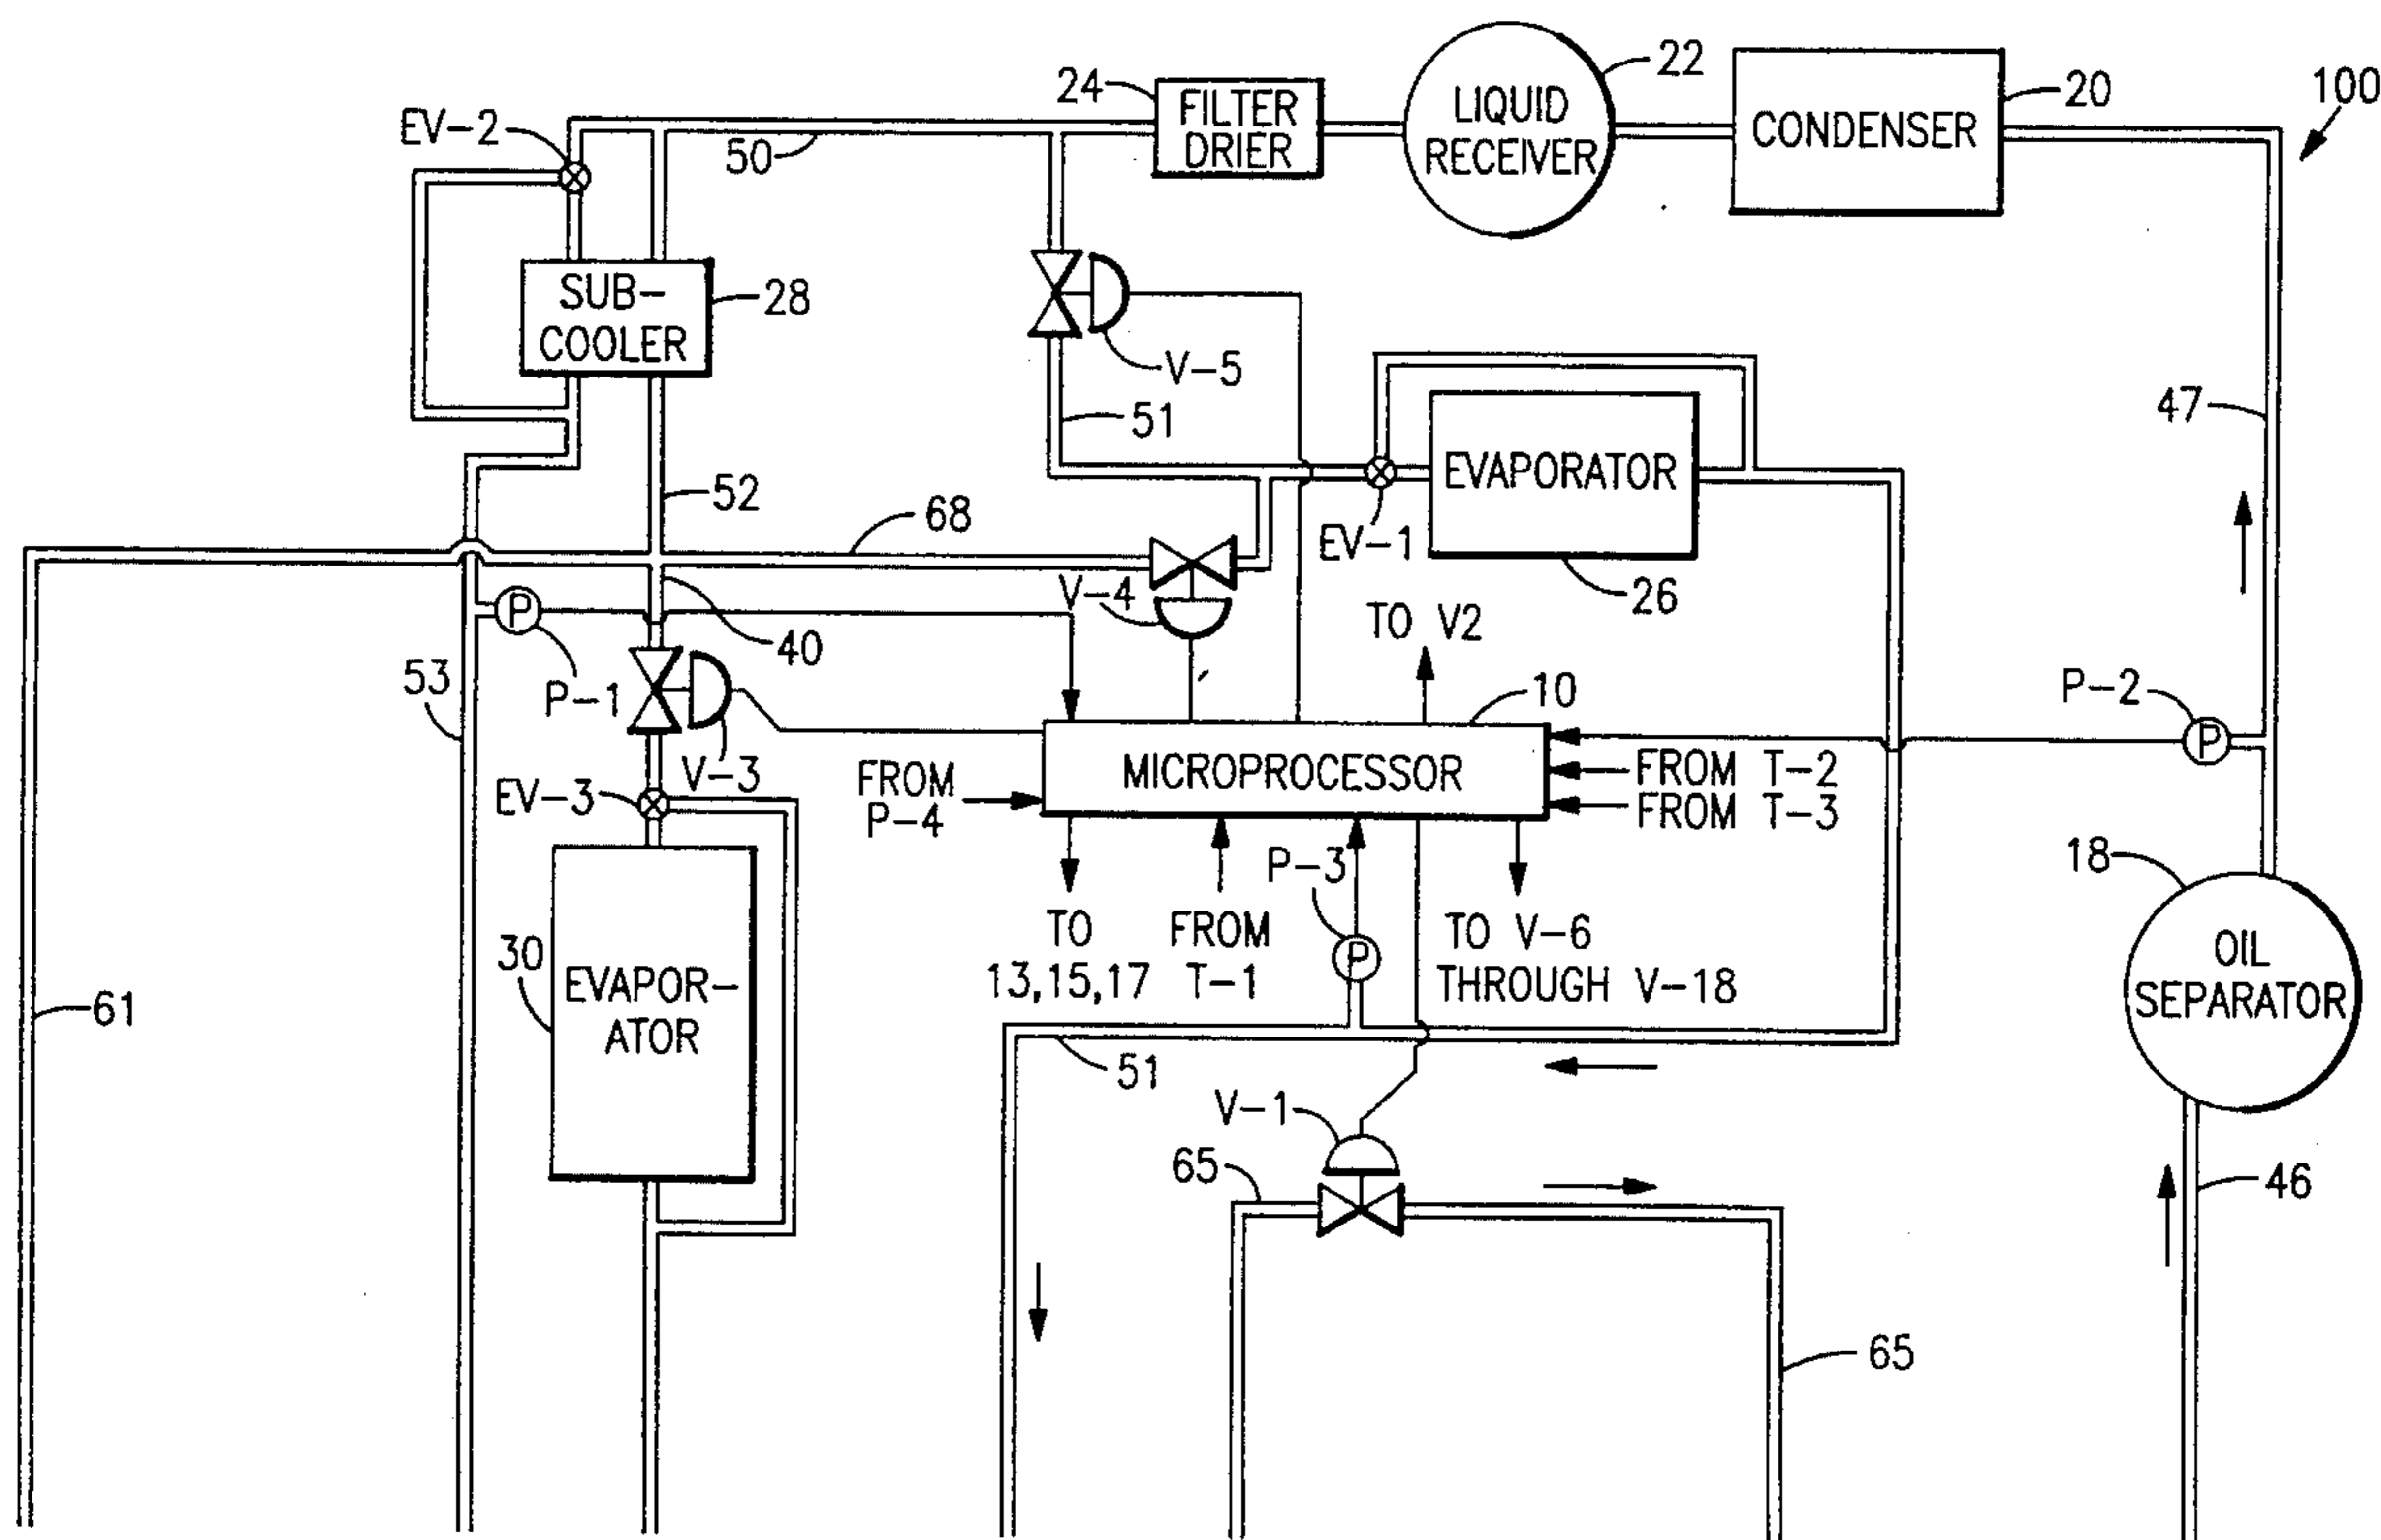 24
FILTER
DRIER
LIQUID
RECEIVER
22
CONDENSER
20
100
EV-2
50
SUB-
COOLER
28
V-5
51
47
EVAPORATOR
52
68
EV-1
26
V-4
TO V2
40
53
P-1
10
P-2
V-3
MICROPROCESSOR
FROM
P-4
FROM T-2
FROM T-3
EV-3
P-3
18
TO
13,15,17
FROM
T-1
TO V-6
THROUGH V-18
30
EVAPOR-
ATOR
OIL
SEPARATOR
61
51
V-1
65
46
65
P
P
P